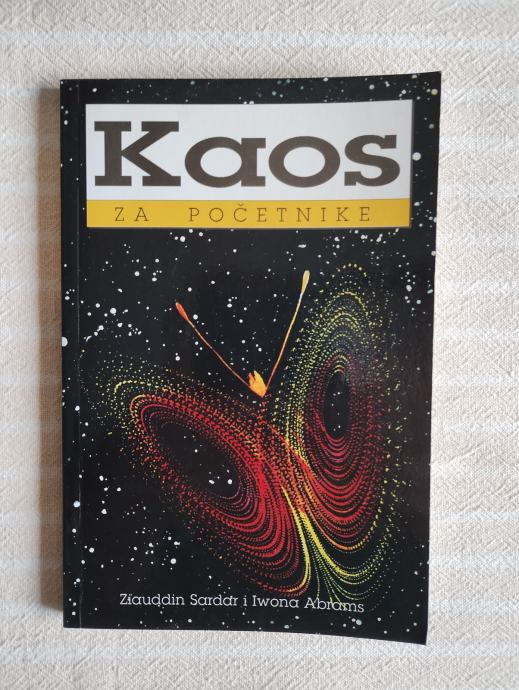 Kaos
ZA POČETNIKE
Ziauddin Sardar i Iwona Abrams